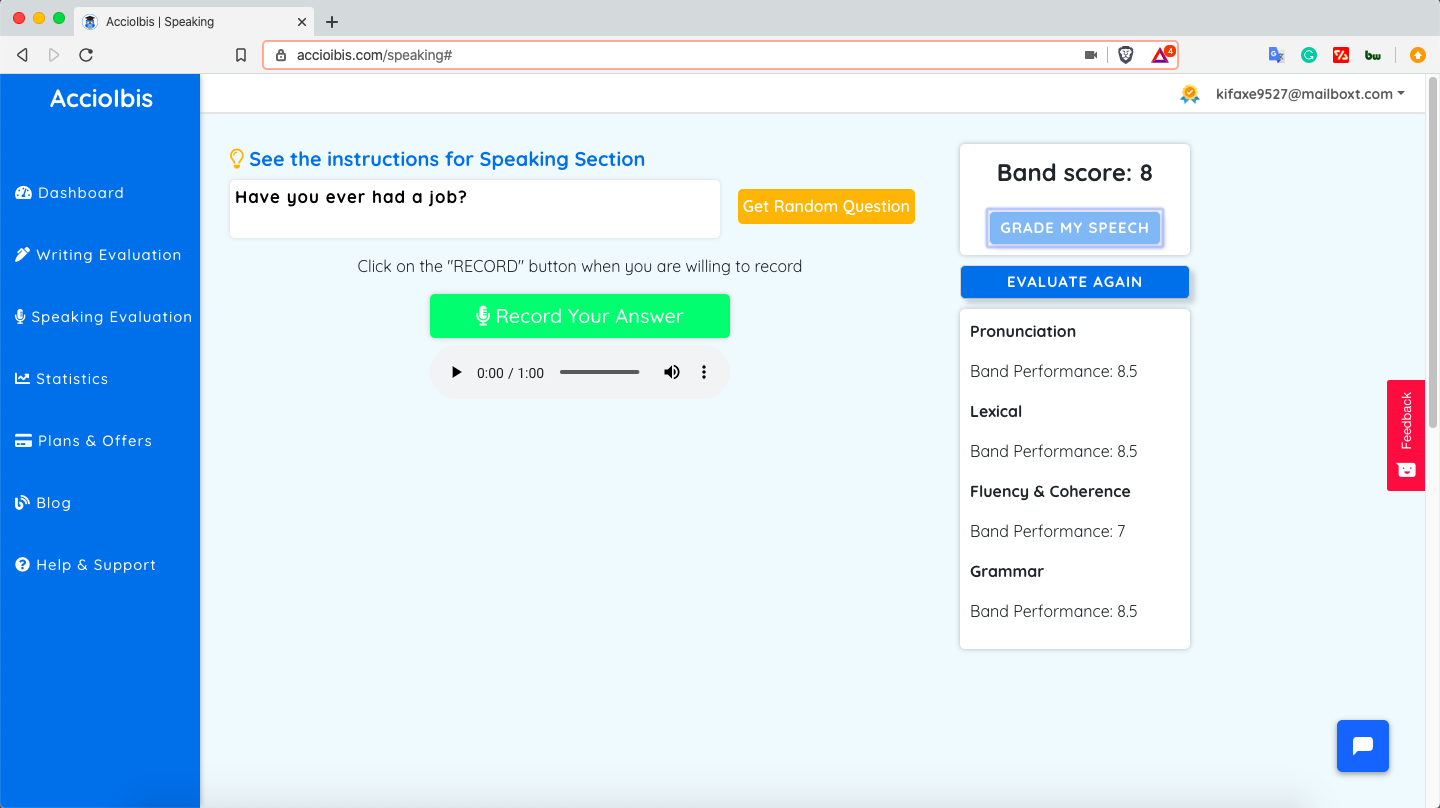 AccioIbis | Speaking
accioibis.com/speaking#
4
bw
AccioIbis
kifaxe9527@mailboxt.com
Dashboard
Writing Evaluation
Speaking Evaluation
Statistics
Plans & Offers
Blog
Help & Support
See the instructions for Speaking Section
Have you ever had a job?
Get Random Question
Click on the "RECORD" button when you are willing to record
Record Your Answer
0:00 / 1:00
Band score: 8
GRADE MY SPEECH
EVALUATE AGAIN
Pronunciation
Band Performance: 8.5
Lexical
Band Performance: 8.5
Fluency & Coherence
Band Performance: 7
Grammar
Band Performance: 8.5
Feedback